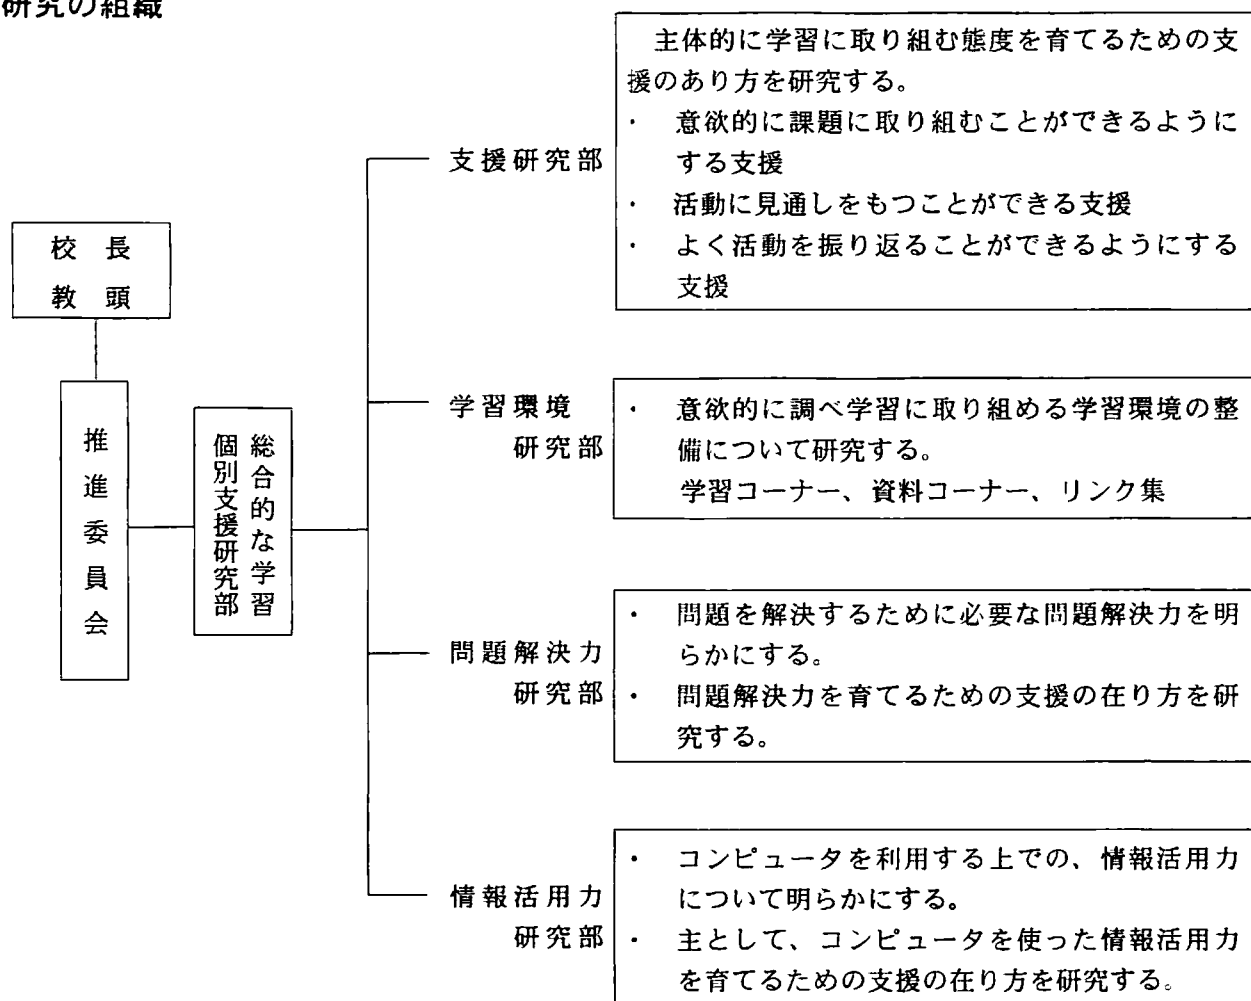 研究の組織
校長
教頭
推進委員会
総合的な学習
個別支援研究部
支援研究部
主体的に学習に取り組む態度を育てるための支
援のあり方を研究する。
・ 意欲的に課題に取り組むことができるように
する支援
・ 活動に見通しをもつことができる支援
・ よく活動を振り返ることができるようにする
支援
学習環境
研究部
・ 意欲的に調べ学習に取り組める学習環境の整
備について研究する。
学習コーナー、資料コーナー、リンク集
問題解決力
研究部
・ 問題を解決するために必要な問題解決力を明
らかにする。
・ 問題解決力を育てるための支援の在り方を研
究する。
情報活用力
研究部
・ コンピュータを利用する上での、情報活用力
について明らかにする。
・ 主として、コンピュータを使った情報活用力
を育てるための支援の在り方を研究する。